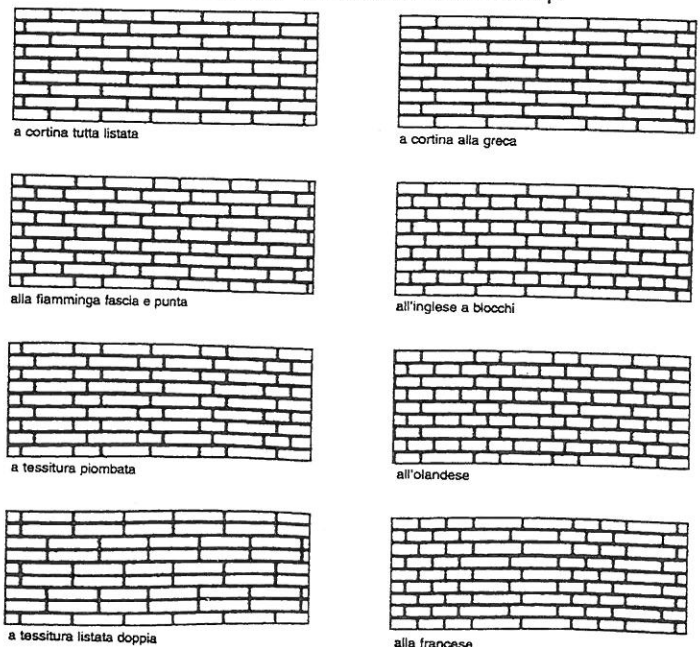 a cortina tutta listata
a cortina alla greca
alla fiamminga fascia e punta
all'inglese a blocchi
a tessitura piombata
all'olandese
a tessitura listata doppia
alla francese